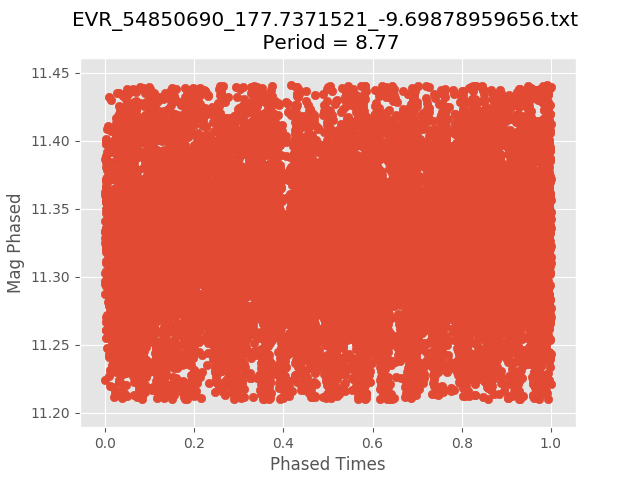 EVR_54850690_177.7371521_-9.69878959656.txt
Period = 8.77
11.45
11.40
11.35
11.30
11.25
11.20
Mag Phased
0.0 0.2 0.4 0.6 0.8 1.0
Phased Times